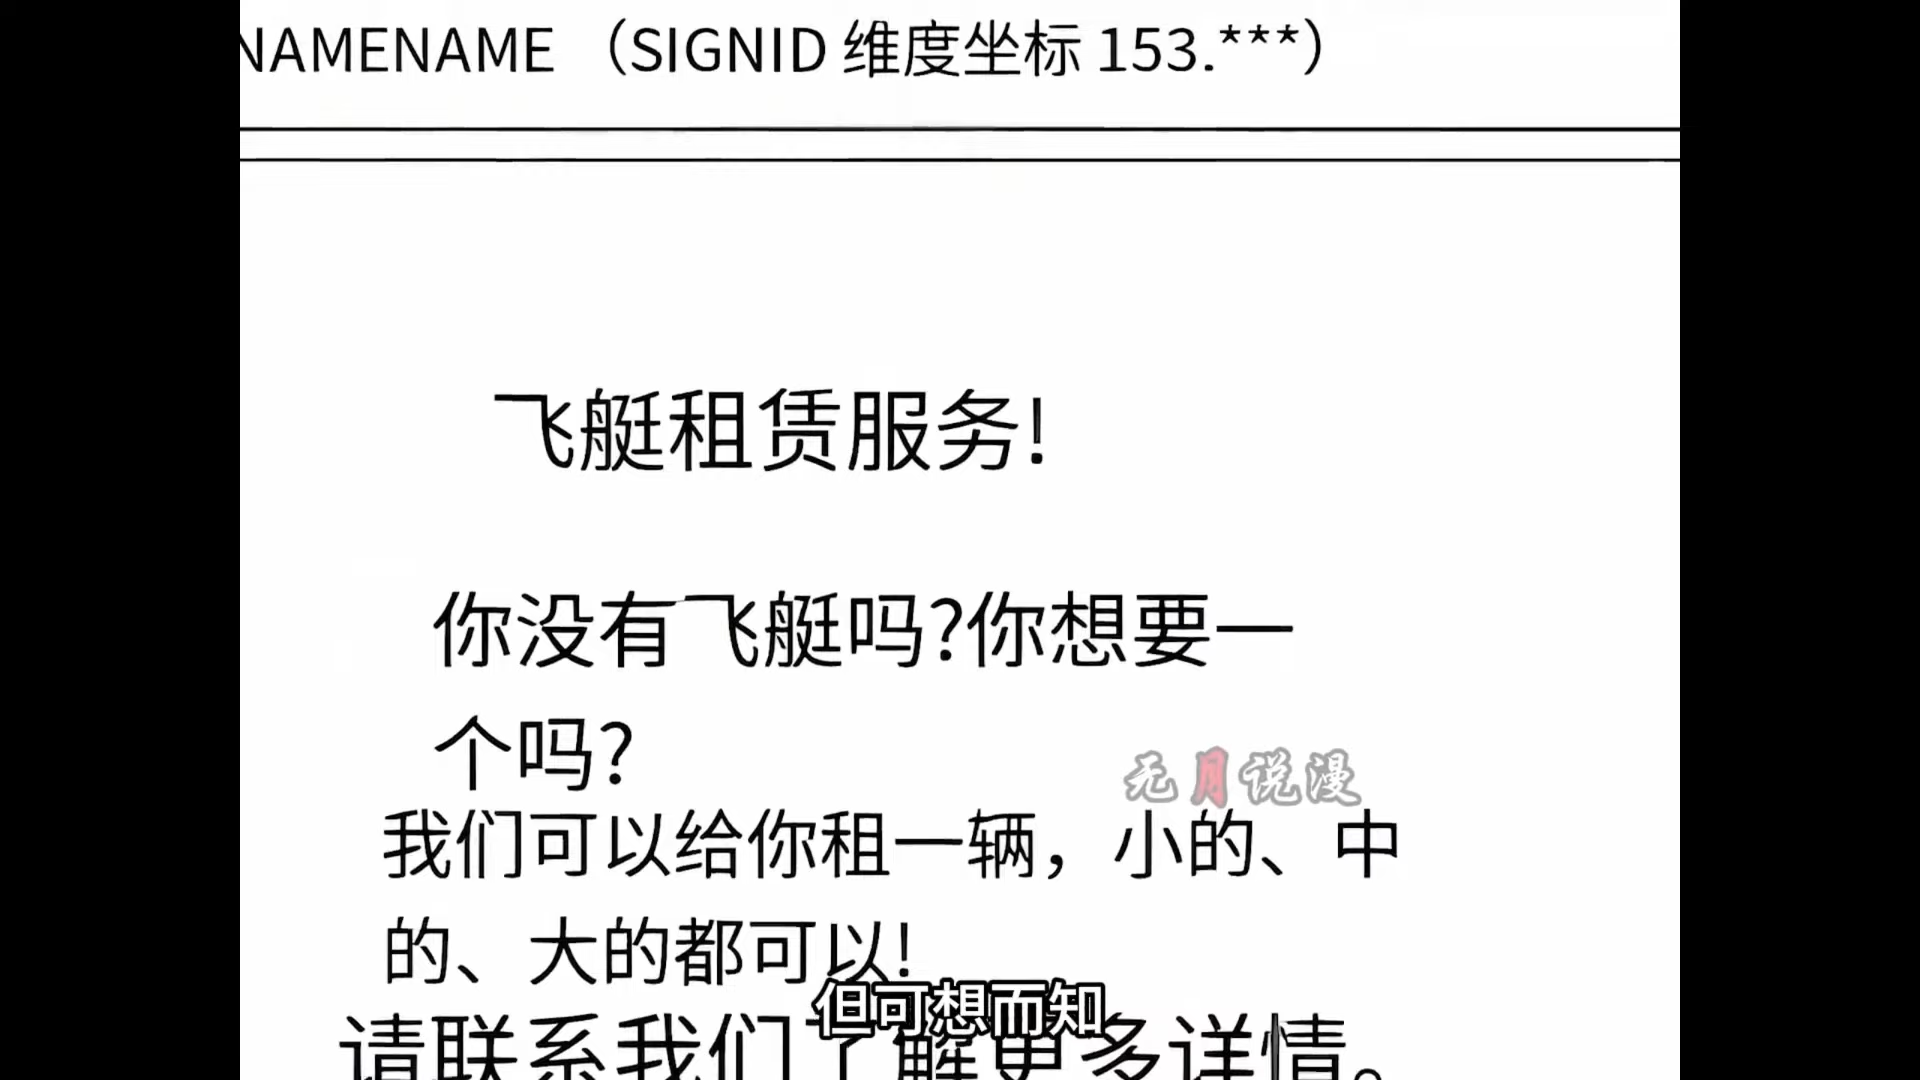 NAMENAME（SIGNID 维度坐标 153.***）
飞艇租赁服务!
你没有飞艇吗?你想要一
个吗?
无月说漫
我们可以给你租一辆，小的、中
的、大的都可以!
但可想而知
请联系我们了解更多详情。